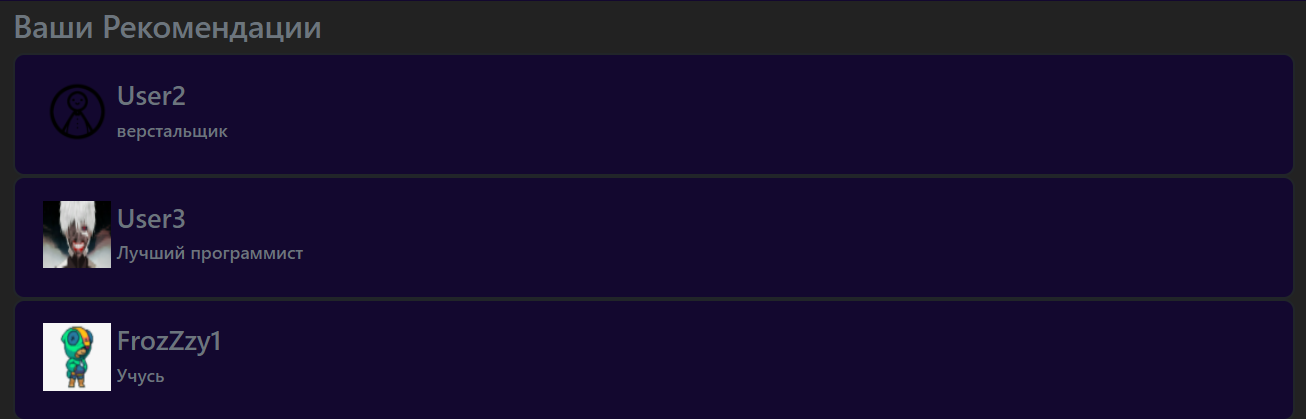 Ваши Рекомендации
User2
верстальщик
User3
Лучший программист
FrozZzy1
Учусь